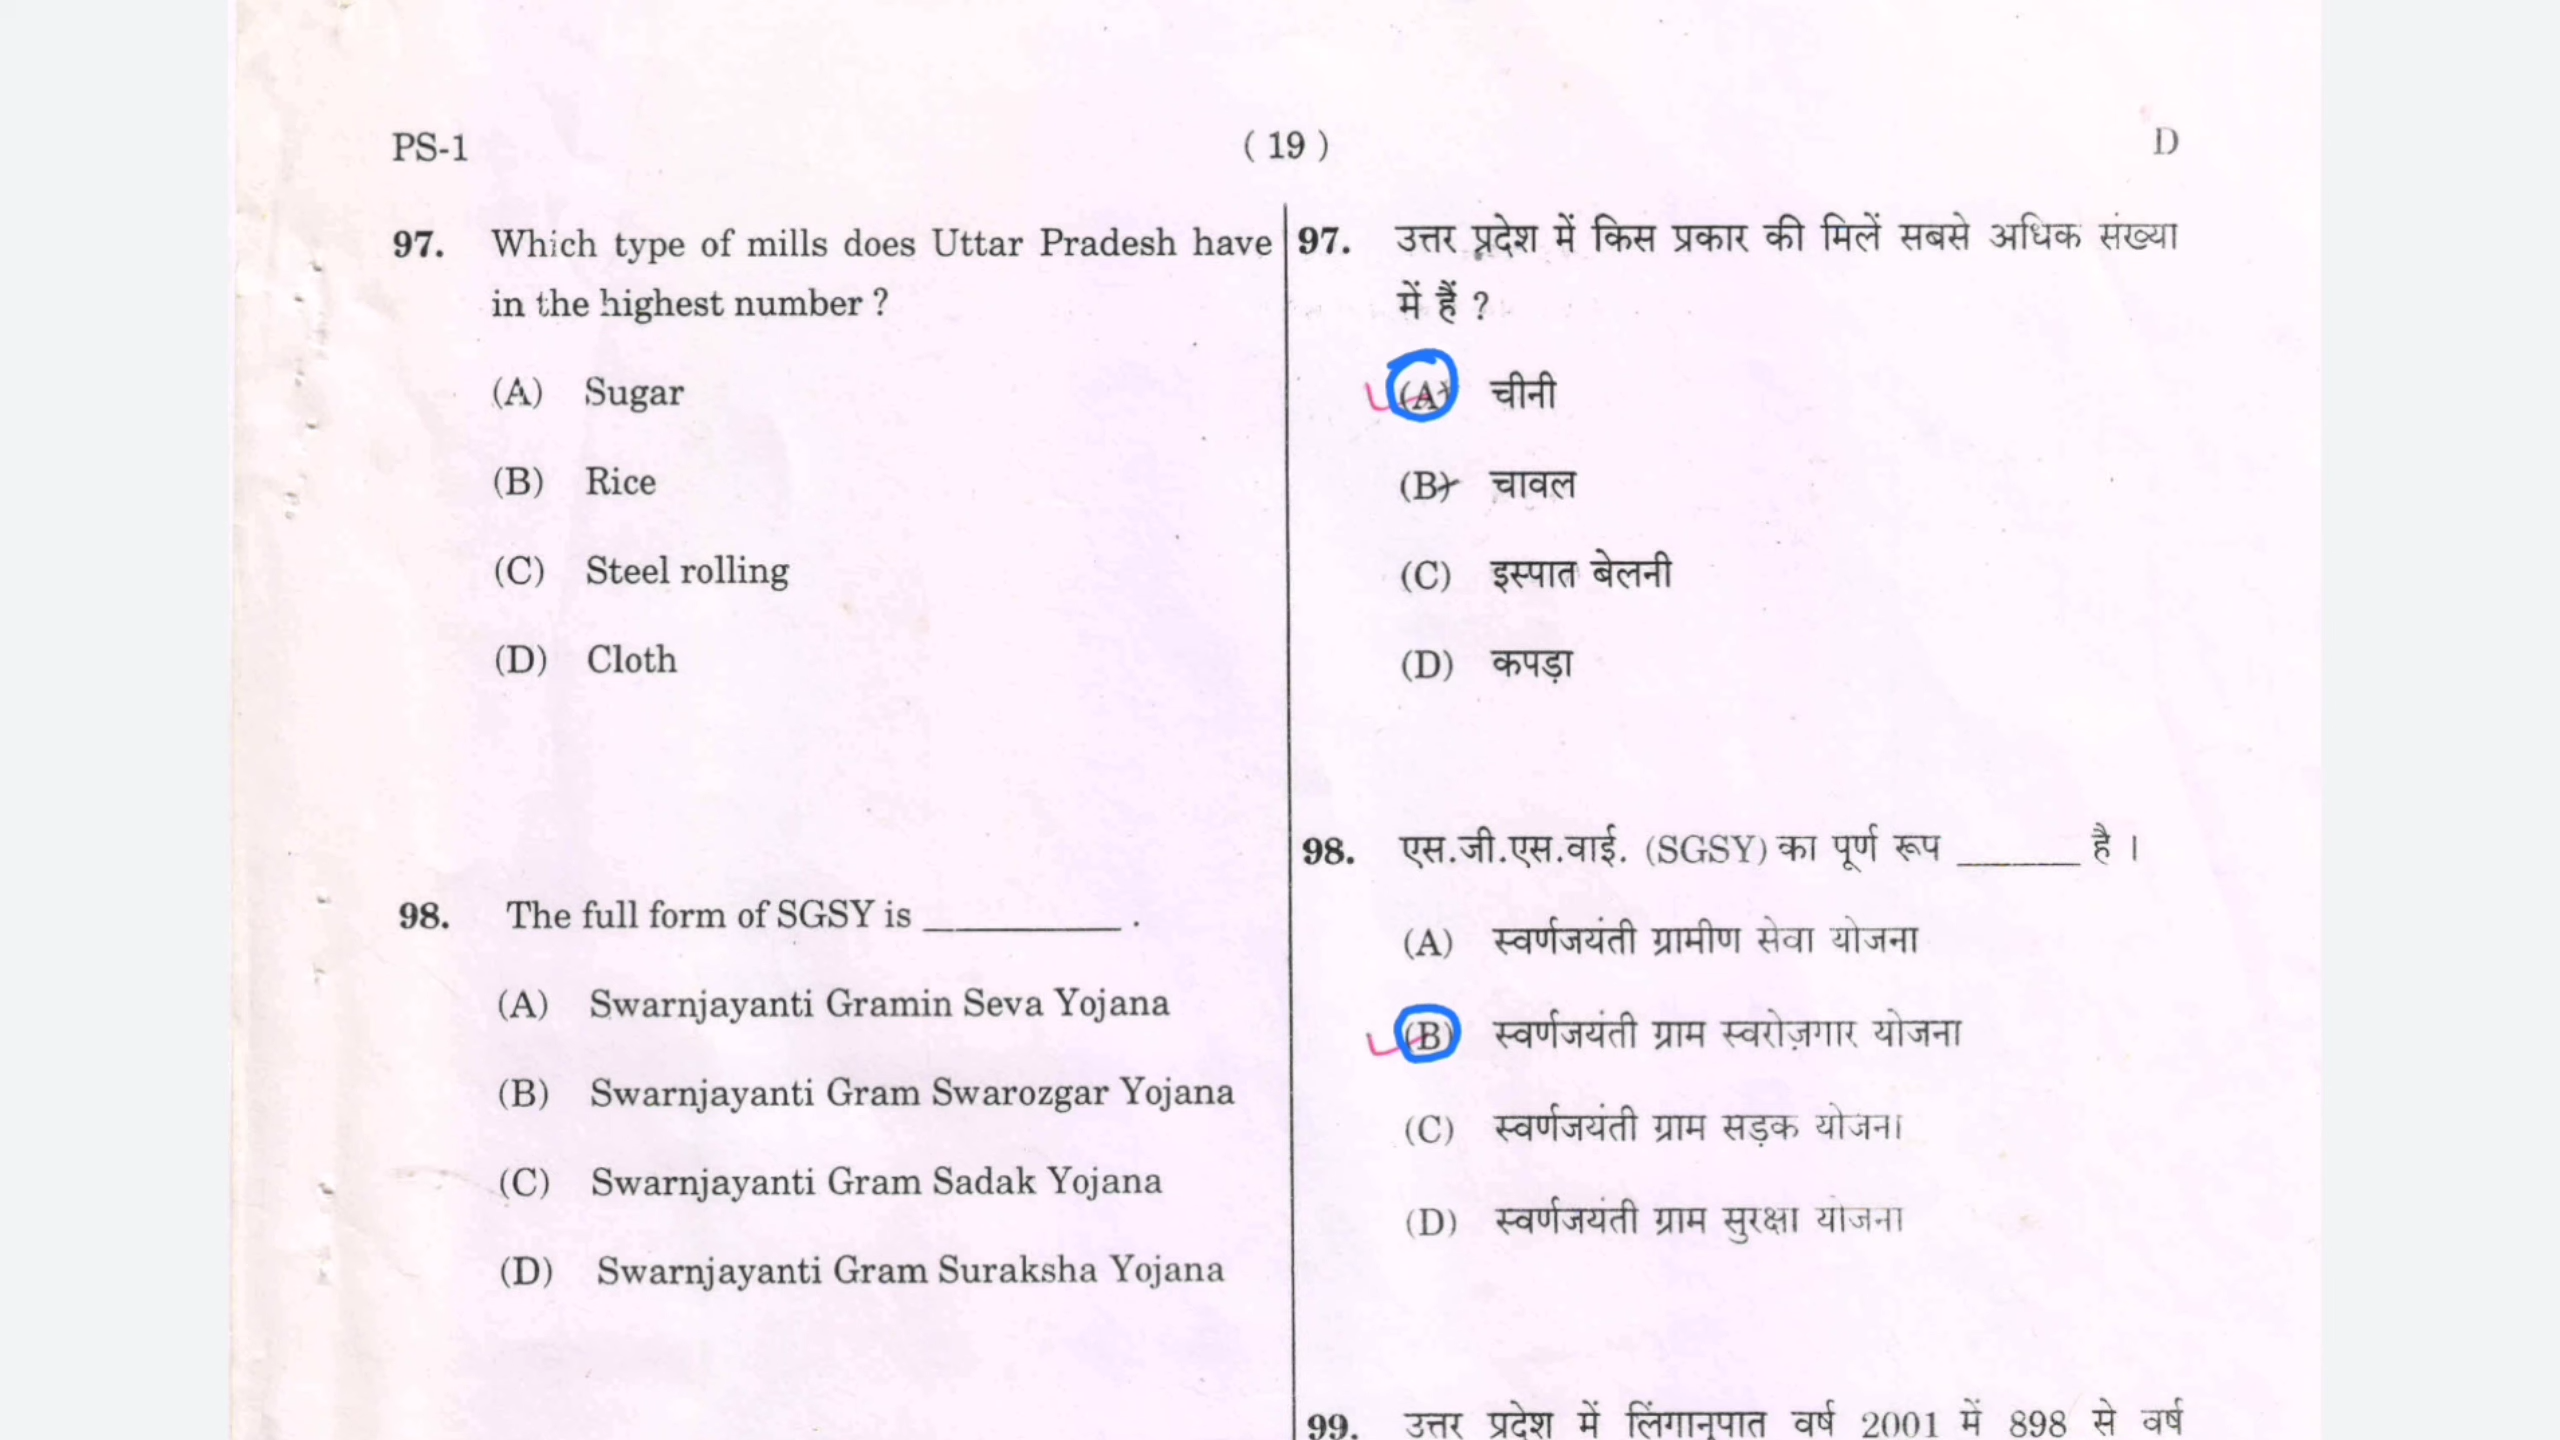 PS-1
( 19 )
D
97. Which type of mills does Uttar Pradesh have
in the highest number ?
(A) Sugar
(B) Rice
(C) Steel rolling
(D) Cloth
98. The full form of SGSY is __________ .
(A) Swarnjayanti Gramin Seva Yojana
(B) Swarnjayanti Gram Swarozgar Yojana
(C) Swarnjayanti Gram Sadak Yojana
(D) Swarnjayanti Gram Suraksha Yojana
97. उत्तर प्रदेश में किस प्रकार की मिलें सबसे अधिक संख्या
में हैं ?
(A) चीनी
(B) चावल
(C) इस्पात बेलनी
(D) कपड़ा
98. एस.जी.एस.वाई. (SGSY) का पूर्ण रूप ______ है ।
(A) स्वर्णजयंती ग्रामीण सेवा योजना
(B) स्वर्णजयंती ग्राम स्वरोज़गार योजना
(C) स्वर्णजयंती ग्राम सड़क योजना
(D) स्वर्णजयंती ग्राम सुरक्षा योजना
99. उत्तर प्रदेश में लिंगानुपात वर्ष 2001 में 898 से वर्ष